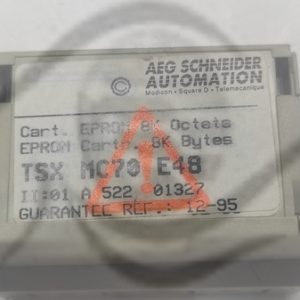 AEG SCHNEIDER
AUTOMATION
Modicon · Square D · Telemecanique
Cart. EPROM 8K Octets
EPROM Cartr. 8K Bytes
TSX MC70 E48
II:01 A 522 01327
GUARANTEE REF.: 12-95